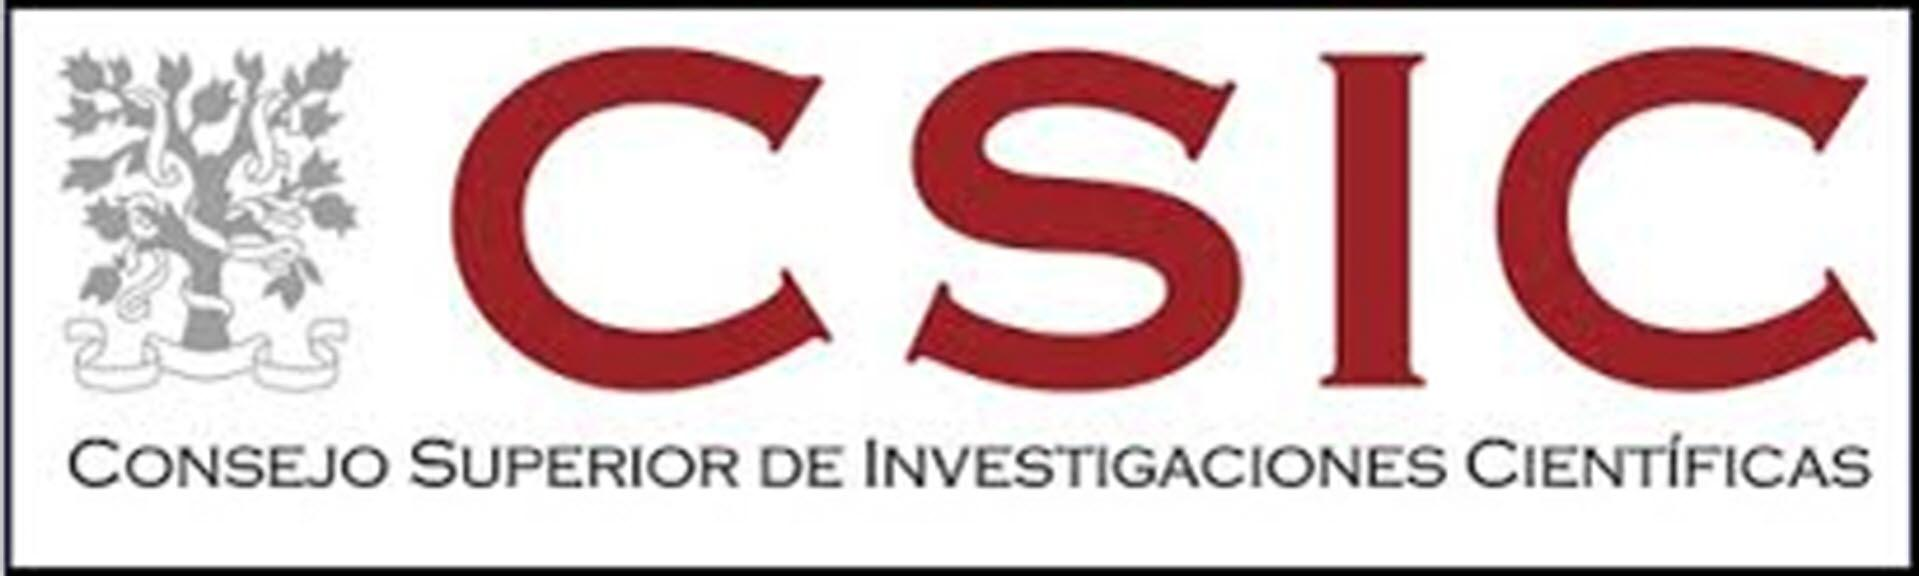 CSIC
CONSEJO SUPERIOR DE INVESTIGACIONES CIENTÍFICAS